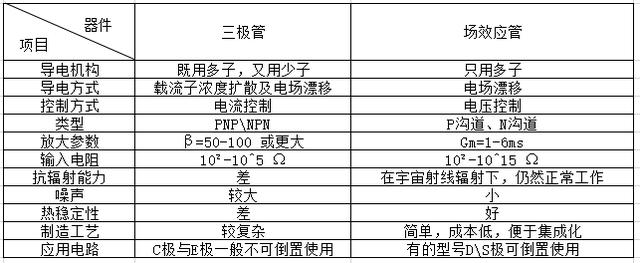 器件 三极管 场效应管
项目
导电机构 既用多子,又用少子 只用多子
导电方式 载流子浓度扩散及电场漂移 电场漂移
控制方式 电流控制 电压控制
类型 PNP\NPN P沟道、N沟道
放大参数 β=50-100 或更大 Gm=1-6ms
输入电阻 10²-10^5 Ω 10²-10^15 Ω
抗辐射能力 差 在宇宙射线辐射下,仍然正常工作
噪声 较大 小
热稳定性 差 好
制造工艺 较复杂 简单,成本低,便于集成化
应用电路 C极与E极一般不可倒置使用 有的型号D\S极可倒置使用